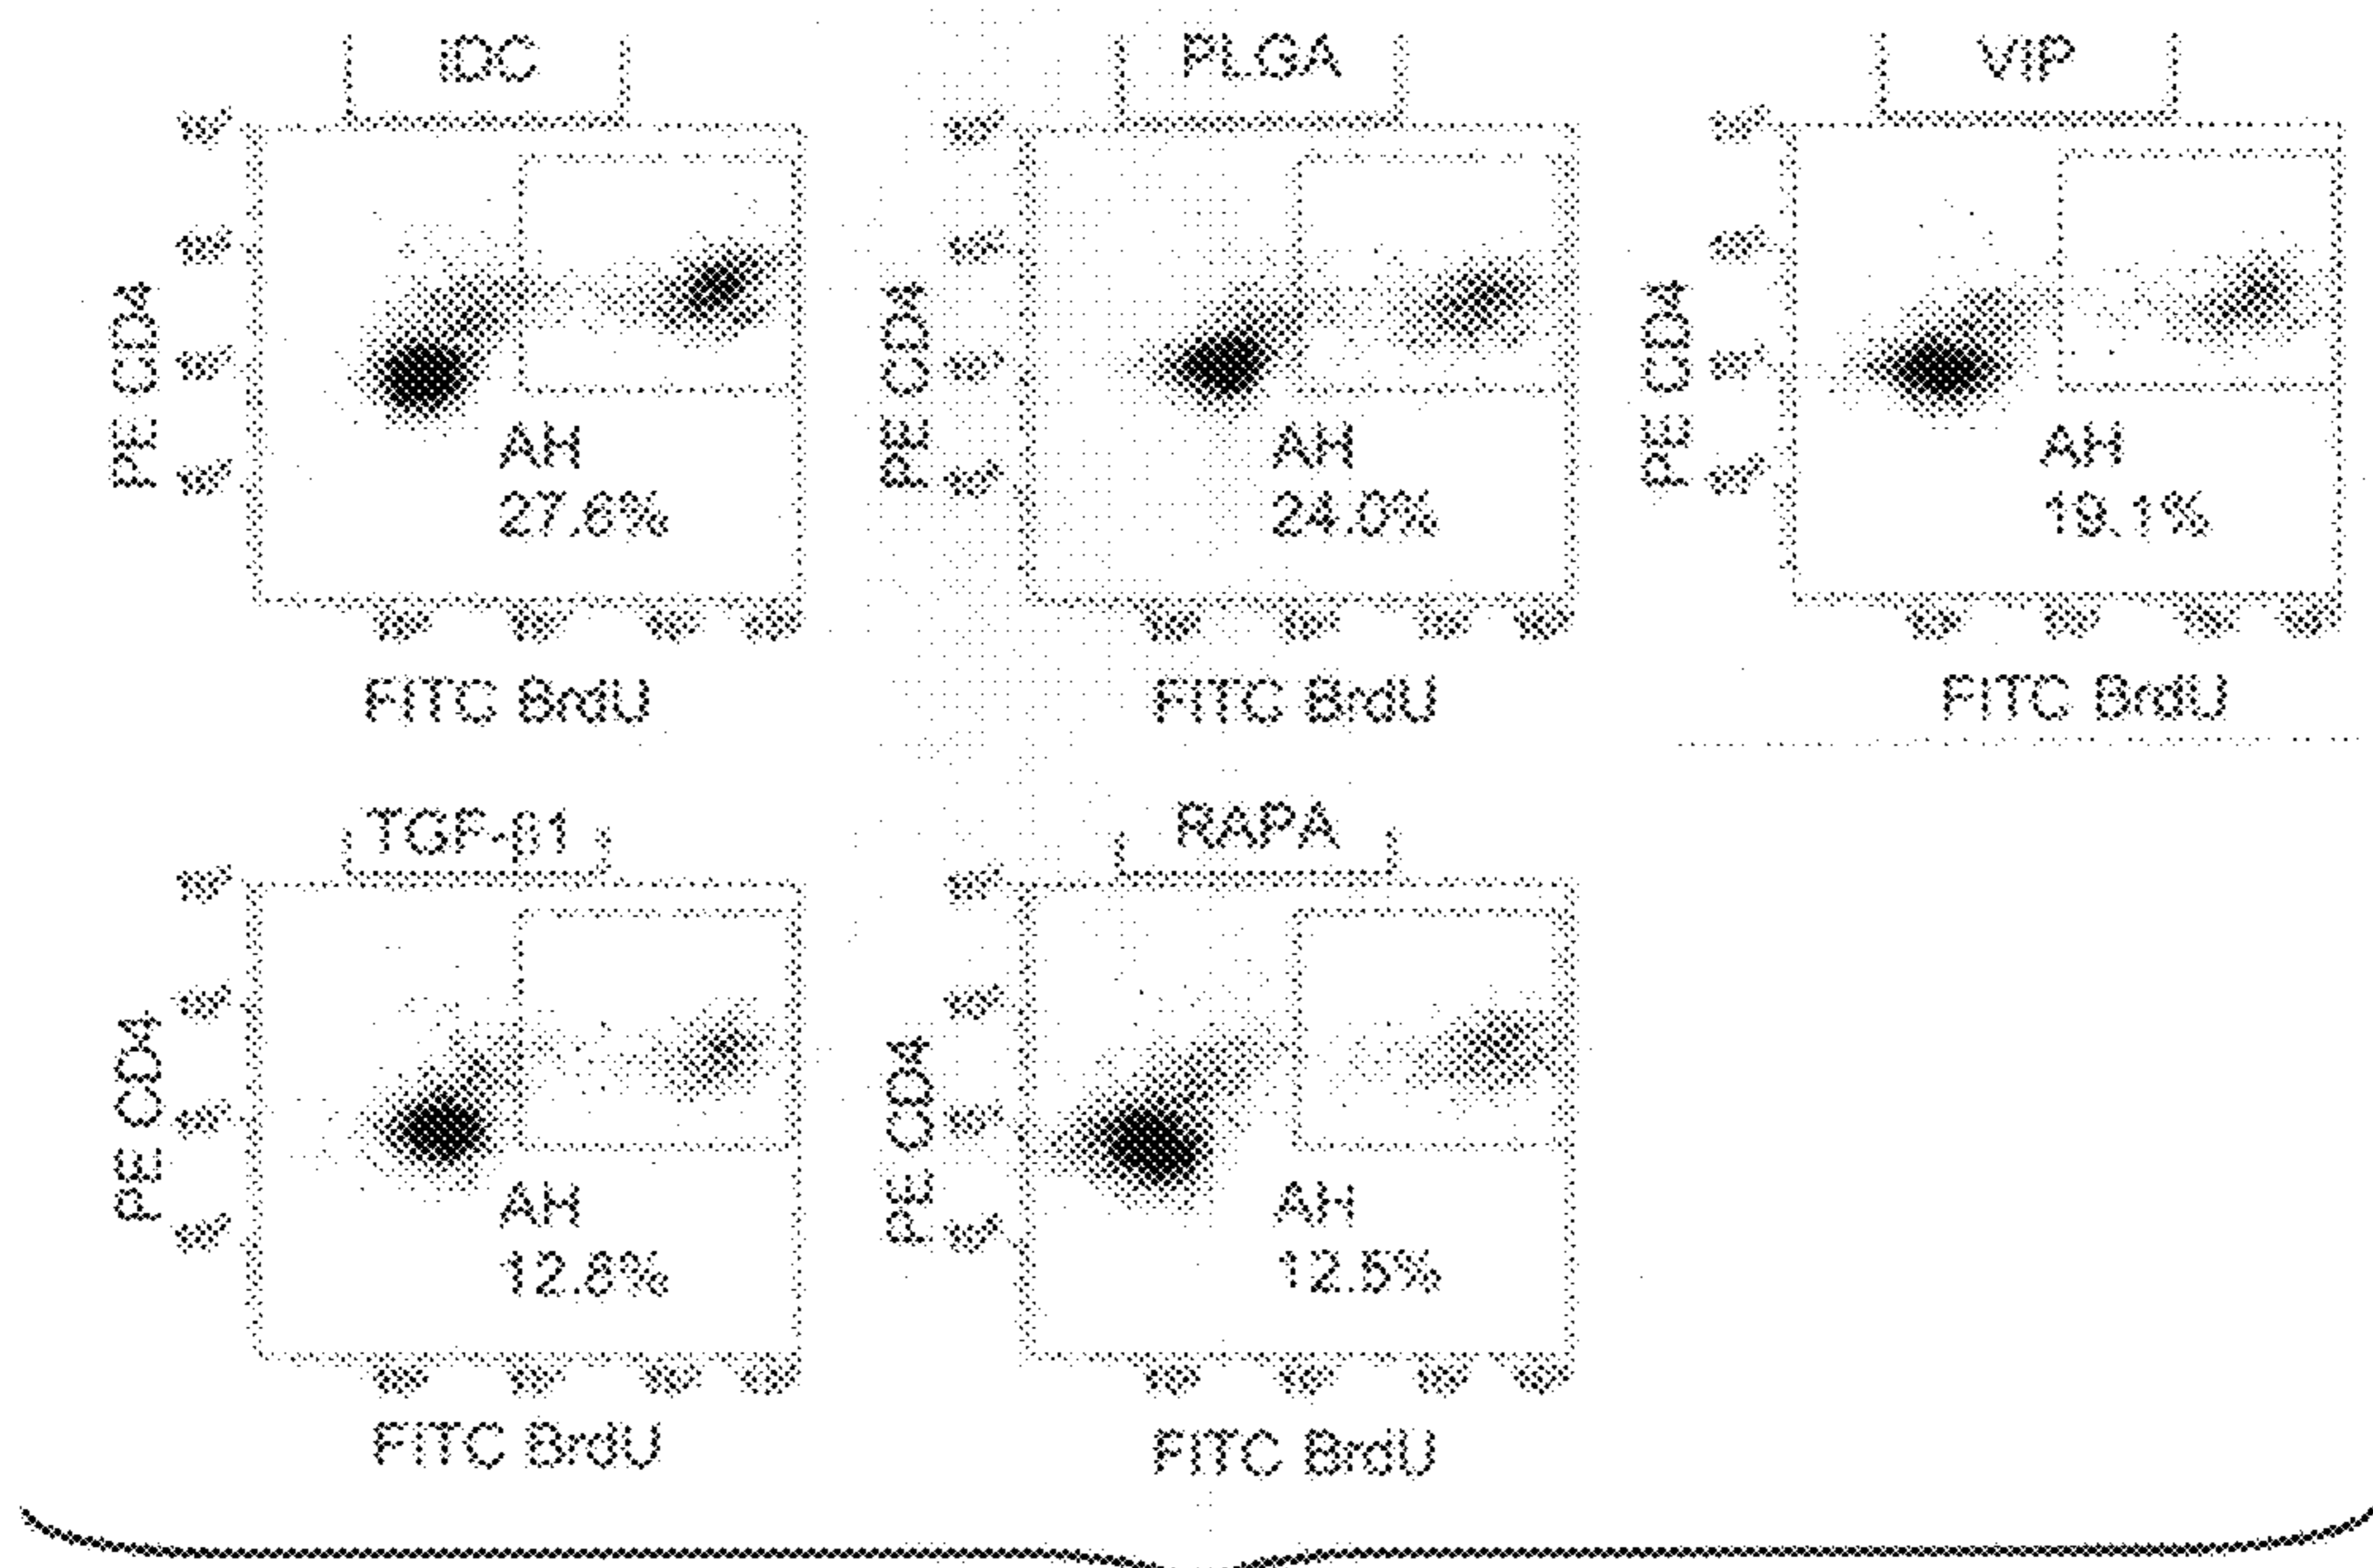 iDC
PE CD4
AH
27.6%
FITC BrdU
PLGA
PE CD4
AH
24.0%
FITC BrdU
VIP
PE CD4
AH
19.1%
FITC BrdU
TGF-β1
PE CD4
AH
12.8%
FITC BrdU
RAPA
PE CD4
AH
12.5%
FITC BrdU